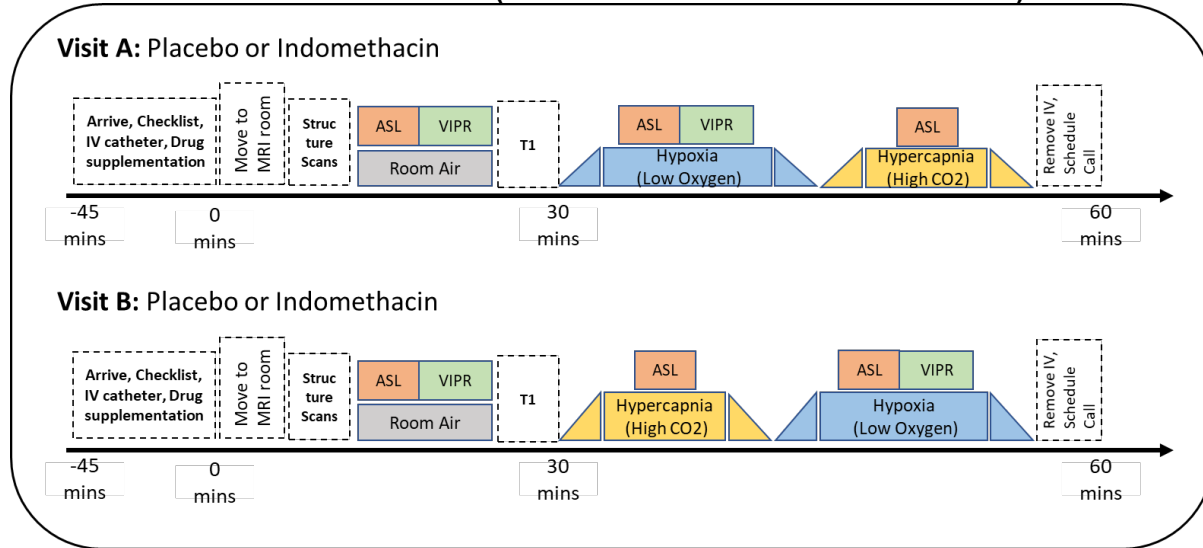 Visit A: Placebo or Indomethacin
Arrive, Checklist,
IV catheter, Drug
supplementation
Move to
MRI room
Struc
ture
Scans
ASL
VIPR
Room Air
T1
ASL
VIPR
Hypoxia
(Low Oxygen)
ASL
Hypercapnia
(High CO2)
Remove IV,
Schedule
Call
-45
mins
0
mins
30
mins
60
mins
Visit B: Placebo or Indomethacin
Arrive, Checklist,
IV catheter, Drug
supplementation
Move to
MRI room
Struc
ture
Scans
ASL
VIPR
Room Air
T1
ASL
Hypercapnia
(High CO2)
ASL
VIPR
Hypoxia
(Low Oxygen)
Remove IV,
Schedule
Call
-45
mins
0
mins
30
mins
60
mins